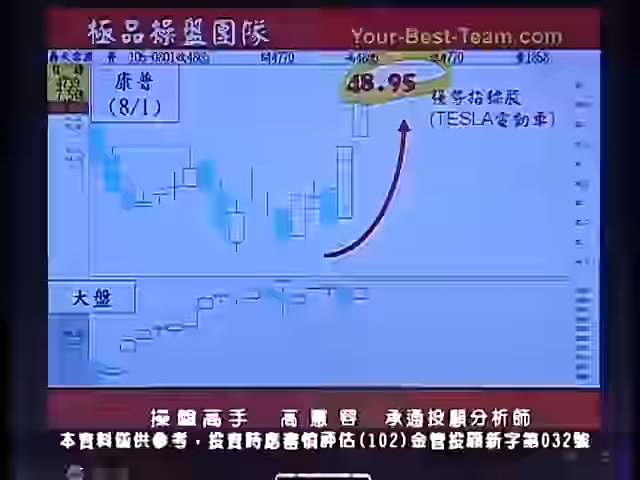 極品操盤團隊
Your-Best-Team.com
48.95
康普
(8/1)
優等指標股
(TESLA電動車)
大盤
操盤高手 高惠容 承通投顧分析師
本資料僅供參考,投資時應審慎評估(102)金管投顧新字第032號